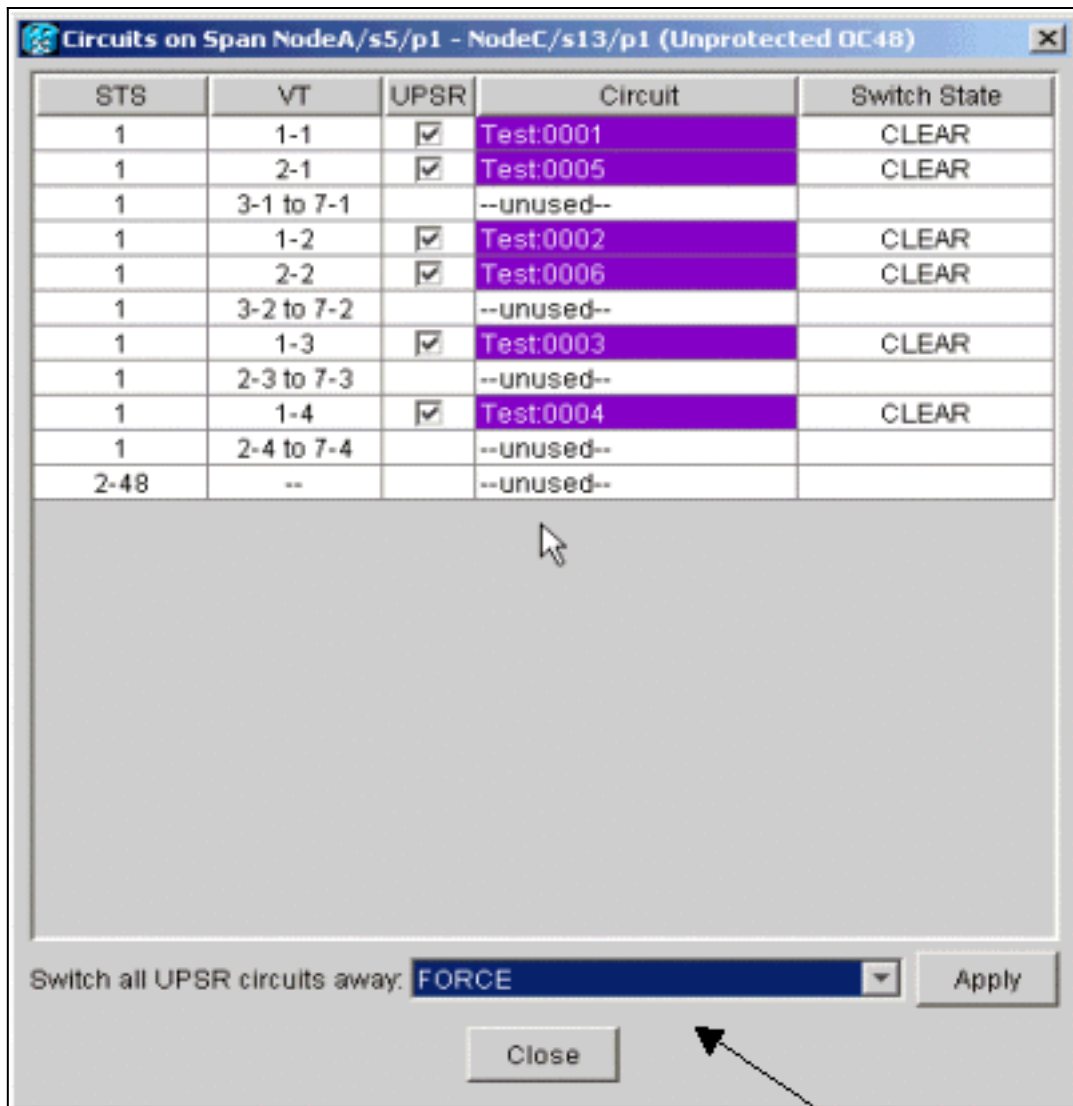 Circuits on Span NodeA/s5/p1 - NodeC/s13/p1 (Unprotected OC48)
STS VT UPSR Circuit Switch State
1 1-1 Test:0001 CLEAR
1 2-1 Test:0005 CLEAR
1 3-1 to 7-1 --unused--
1 1-2 Test:0002 CLEAR
1 2-2 Test:0006 CLEAR
1 3-2 to 7-2 --unused--
1 1-3 Test:0003 CLEAR
1 2-3 to 7-3 --unused--
1 1-4 Test:0004 CLEAR
1 2-4 to 7-4 --unused--
2-48 -- --unused--
Switch all UPSR circuits away: FORCE Apply
Close